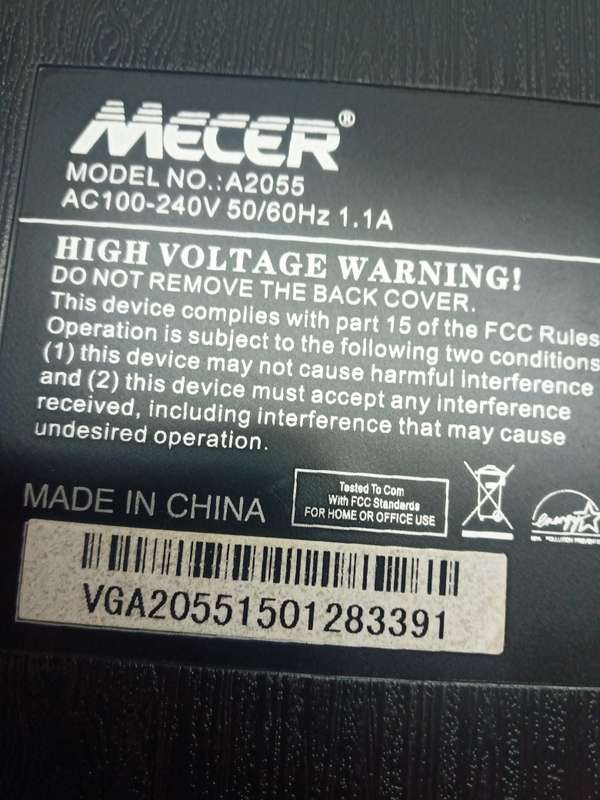 MECER®
MODEL NO.:A2055
AC100-240V 50/60Hz 1.1A
HIGH VOLTAGE WARNING!
DO NOT REMOVE THE BACK COVER.
This device complies with part 15 of the FCC Rules
Operation is subject to the following two conditions
(1) this device may not cause harmful interference
and (2) this device must accept any interference
received, including interference that may cause
undesired operation.
Tested To Com
With FCC Standards
FOR HOME OR OFFICE USE
energy
MADE IN CHINA
VGA20551501283391